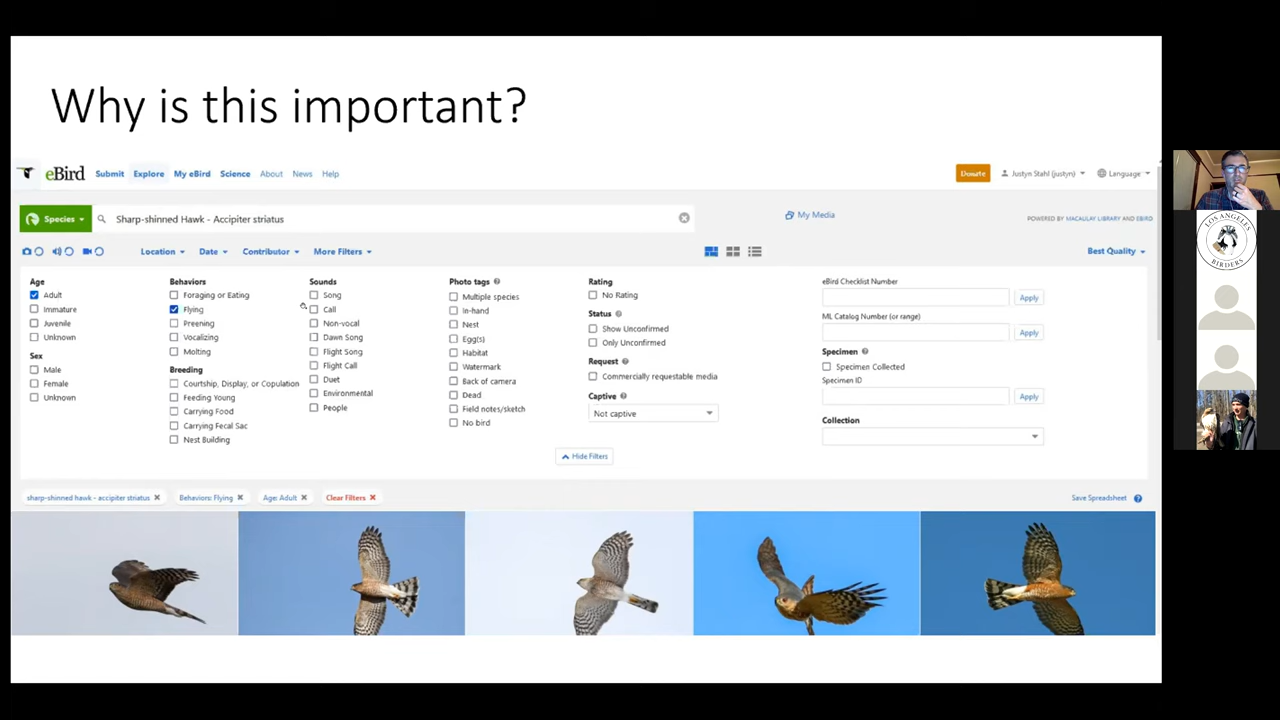 Why is this important?
eBird Submit Explore My eBird Science About News Help Donate Justyn Stahl (justyn) Language
Species Sharp-shinned Hawk - Accipiter striatus My Media POWERED BY MACAULAY LIBRARY AND EBIRD
Location Date Contributor More Filters Best Quality
Age
Adult
Immature
Juvenile
Unknown
Sex
Male
Female
Unknown
Behaviors
Foraging or Eating
Flying
Preening
Vocalizing
Molting
Breeding
Courtship, Display, or Copulation
Feeding Young
Carrying Food
Carrying Fecal Sac
Nest Building
Sounds
Song
Call
Non-vocal
Dawn Song
Flight Song
Flight Call
Duet
Environmental
People
Photo tags
Multiple species
In-hand
Nest
Egg(s)
Habitat
Watermark
Back of camera
Dead
Field notes/sketch
No bird
Rating
No Rating
Status
Show Unconfirmed
Only Unconfirmed
Request
Commercially requestable media
Captive
Not captive
eBird Checklist Number
Apply
ML Catalog Number (or range)
Apply
Specimen
Specimen Collected
Specimen ID
Apply
Collection
Hide Filters
sharp-shinned hawk - accipiter striatus Behaviors: Flying Age: Adult Clear Filters Save Spreadsheet
LOS ANGELES
BIRDERS